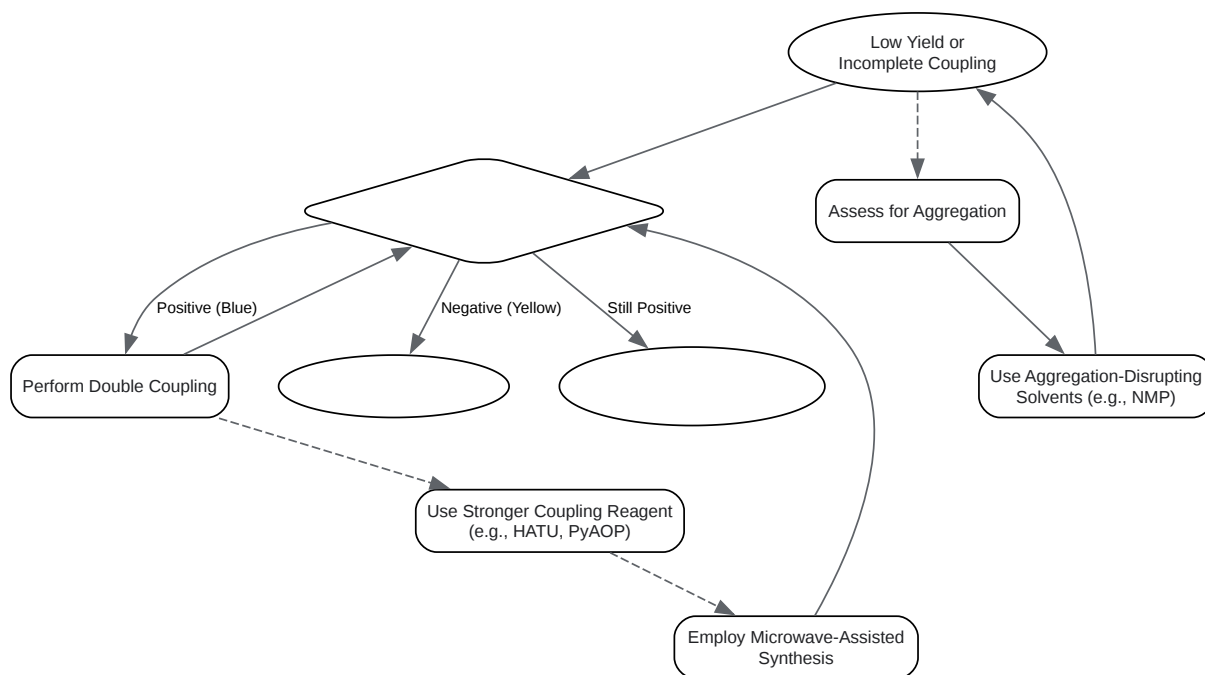 Low Yield or
Incomplete Coupling
Assess for Aggregation
Positive (Blue)
Negative (Yellow)
Still Positive
Perform Double Coupling
Use Aggregation-Disrupting
Solvents (e.g., NMP)
Use Stronger Coupling Reagent
(e.g., HATU, PyAOP)
Employ Microwave-Assisted
Synthesis